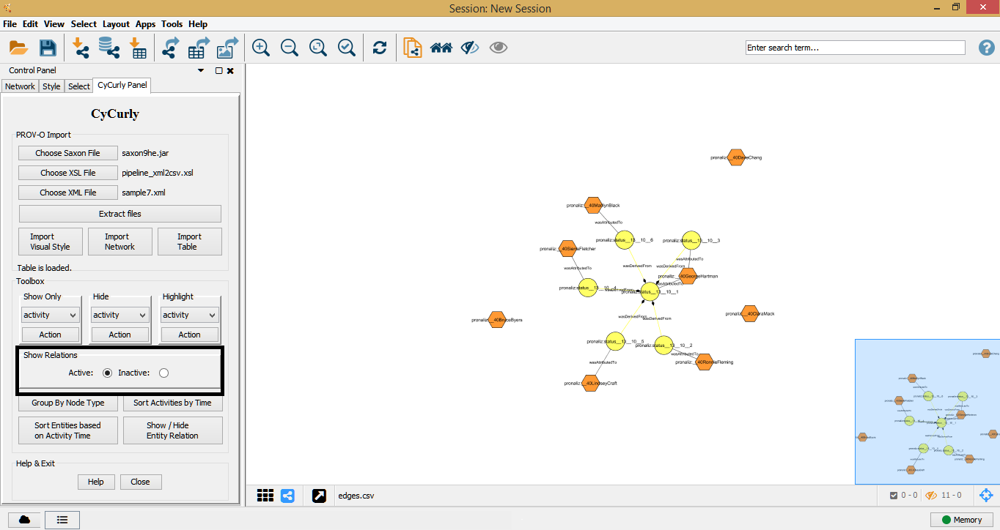 Session: New Session
File Edit View Select Layout Apps Tools Help
Enter search term...
Control Panel
Network Style Select CyCurly Panel
CyCurly
PROV-O Import
Choose Saxon File saxon9he.jar
Choose XSL File pipeline_xml2csv.xsl
Choose XML File sample7.xml
Extract files
Import Visual Style
Import Network
Import Table
Table is loaded.
Toolbox
Show Only Hide Highlight
activity activity activity
Action Action Action
Show Relations
Active: Inactive:
Group By Node Type Sort Activities by Time
Sort Entities based on Activity Time
Show / Hide Entity Relation
Help & Exit
Help Close
pronaliz:__40DaveChang
pronaliz:__40MadlynBlack
wasAttributedTo
pronaliz:status__13__10__6
pronaliz:status__13__10__3
pronaliz:__40SierraFletcher
wasAttributedTo
wasAttributedTo
wasDerivedFrom
wasDerivedFrom
pronaliz:__40GeorgeHartman
wasAttributedTo
pronaliz:status__13__10__4
wasDerivedFrom
pronaliz:status__13__10__1
pronaliz:__40ClaraMack
pronaliz:__40BruceByers
wasDerivedFrom
wasDerivedFrom
pronaliz:status__13__10__5
pronaliz:status__13__10__2
wasAttributedTo
wasAttributedTo
pronaliz:__40RonnieFleming
pronaliz:__40LindseyCraft
edges.csv
0 - 0
11 - 0
Memory